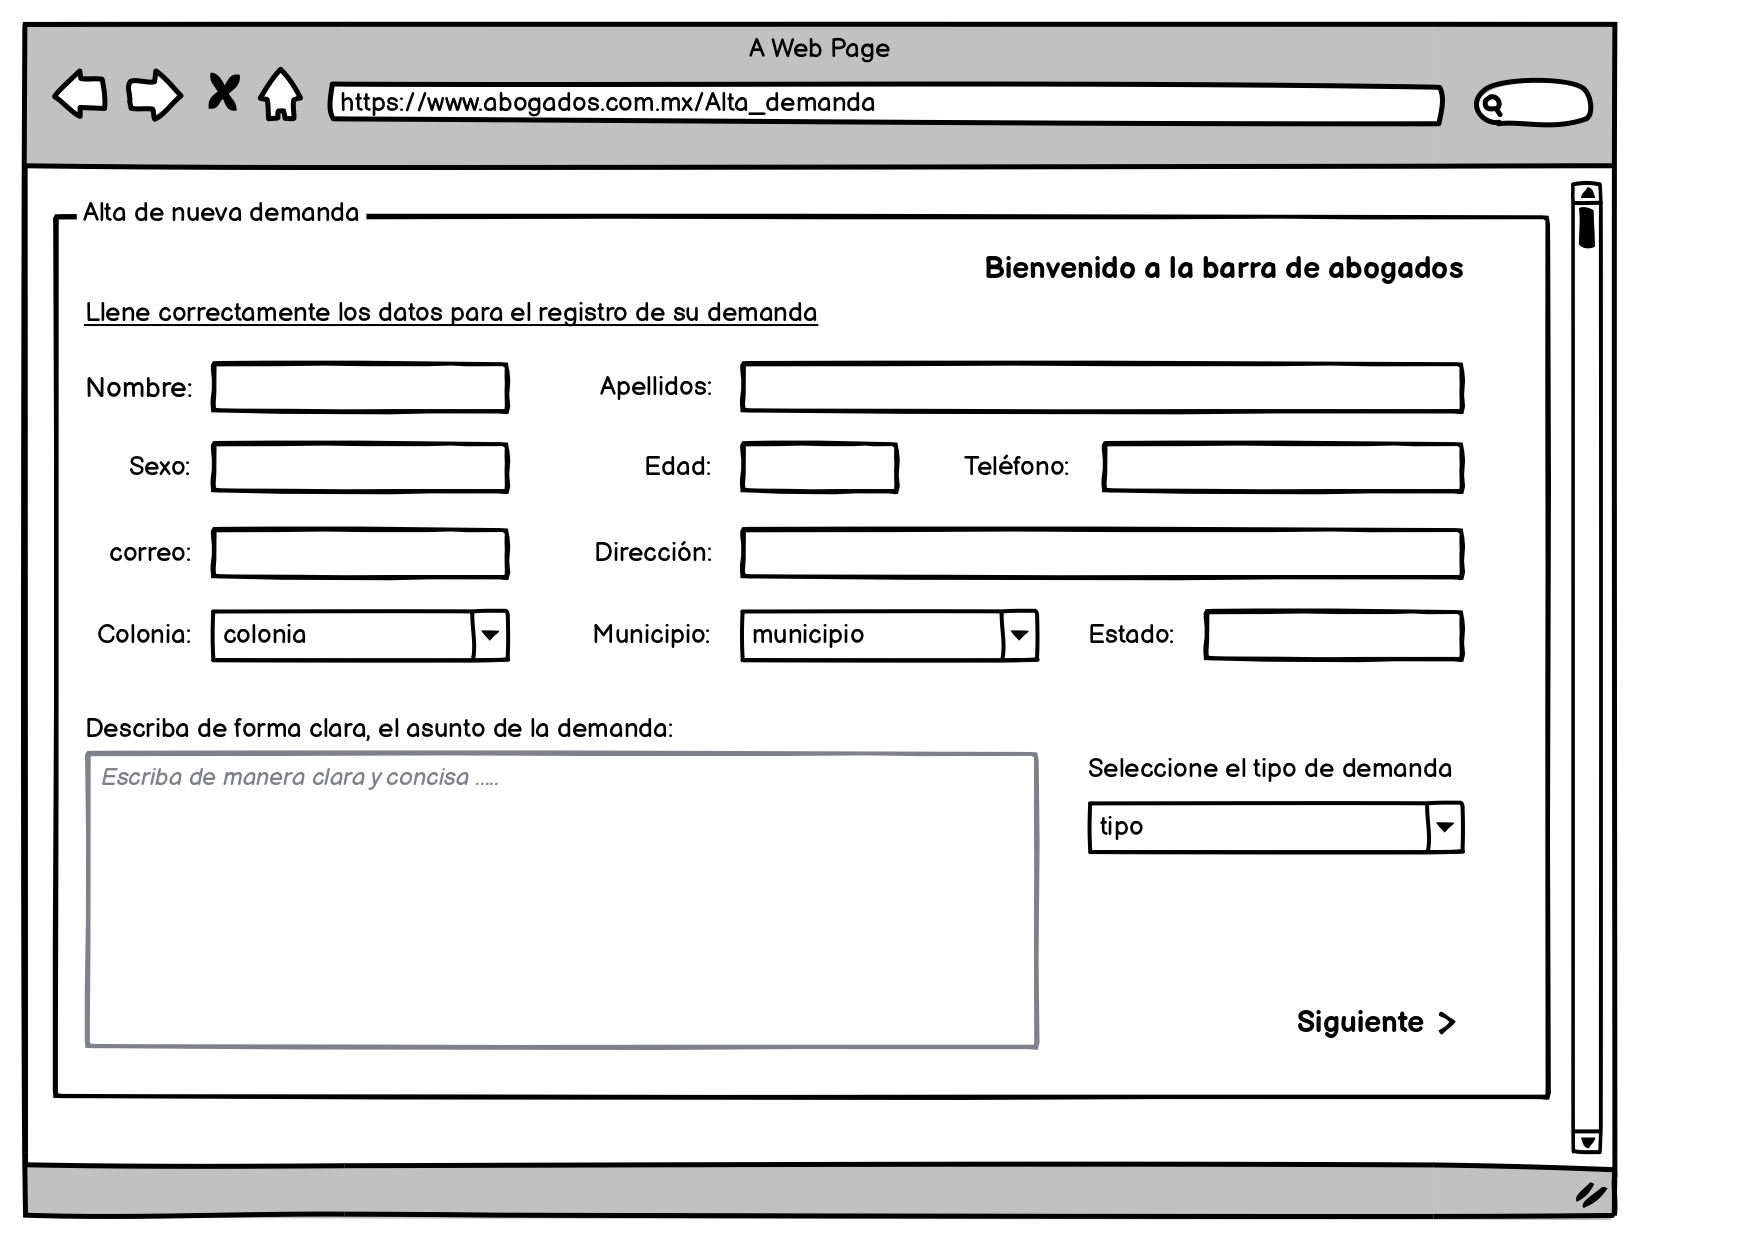 A Web Page
https://www.abogados.com.mx/Alta_demanda
Alta de nueva demanda
Bienvenido a la barra de abogados
Llene correctamente los datos para el registro de su demanda
Nombre:
Apellidos:
Sexo:
Edad:
Teléfono:
correo:
Dirección:
Colonia:
colonia
Municipio:
municipio
Estado:
Describa de forma clara, el asunto de la demanda:
Escriba de manera clara y concisa .....
Seleccione el tipo de demanda
tipo
Siguiente >